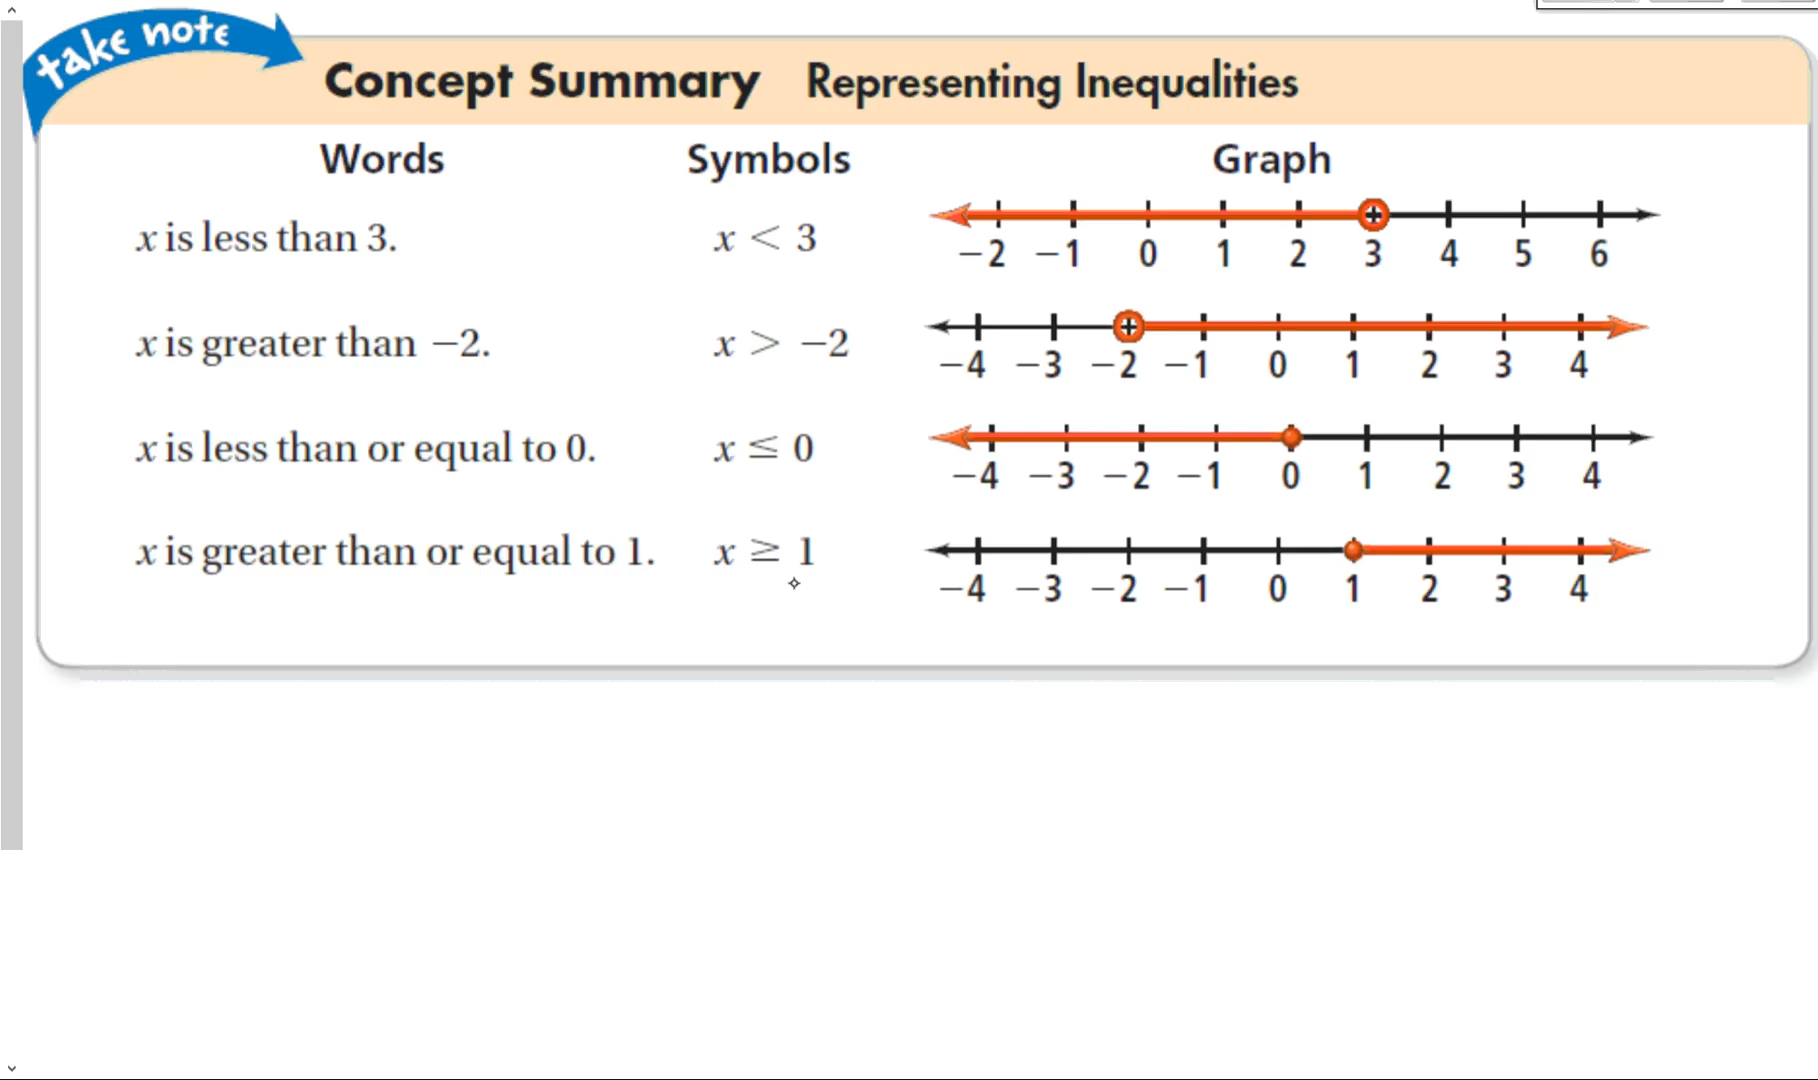 take note
Concept Summary Representing Inequalities
Words Symbols Graph
x is less than 3. x < 3
−2 −1 0 1 2 3 4 5 6
x is greater than −2. x > −2
−4 −3 −2 −1 0 1 2 3 4
x is less than or equal to 0. x ≤ 0
−4 −3 −2 −1 0 1 2 3 4
x is greater than or equal to 1. x ≥ 1
−4 −3 −2 −1 0 1 2 3 4